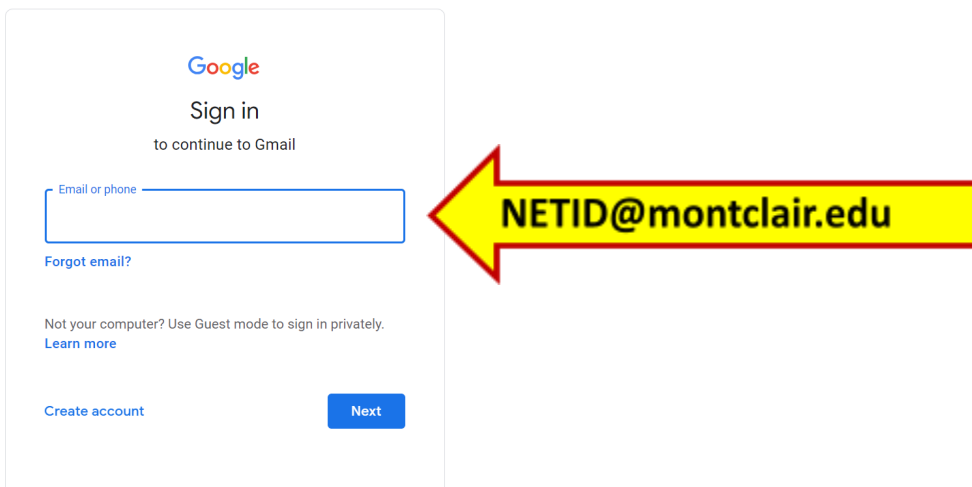 Google
Sign in
to continue to Gmail
Email or phone
NETID@montclair.edu
Forgot email?
Not your computer? Use Guest mode to sign in privately.
Learn more
Create account
Next